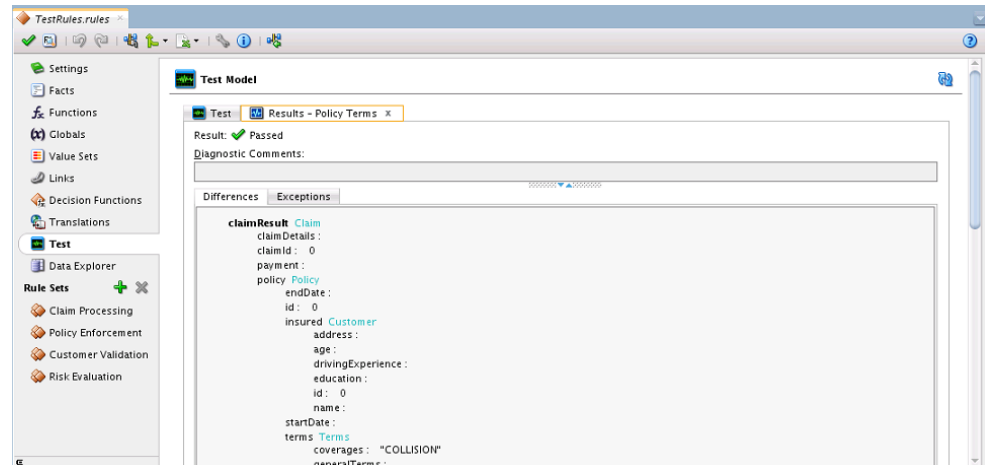 TestRules.rules
Settings
Facts
Functions
Globals
Value Sets
Links
Decision Functions
Translations
Test
Data Explorer
Rule Sets
Claim Processing
Policy Enforcement
Customer Validation
Risk Evaluation
Test Model
Test Results - Policy Terms x
Result: Passed
Diagnostic Comments:
Differences Exceptions
claimResult Claim
claimDetails :
claimId : 0
payment :
policy Policy
endDate :
id : 0
insured Customer
address :
age :
drivingExperience :
education :
id : 0
name :
startDate :
terms Terms
coverages : "COLLISION"
generalTerms :